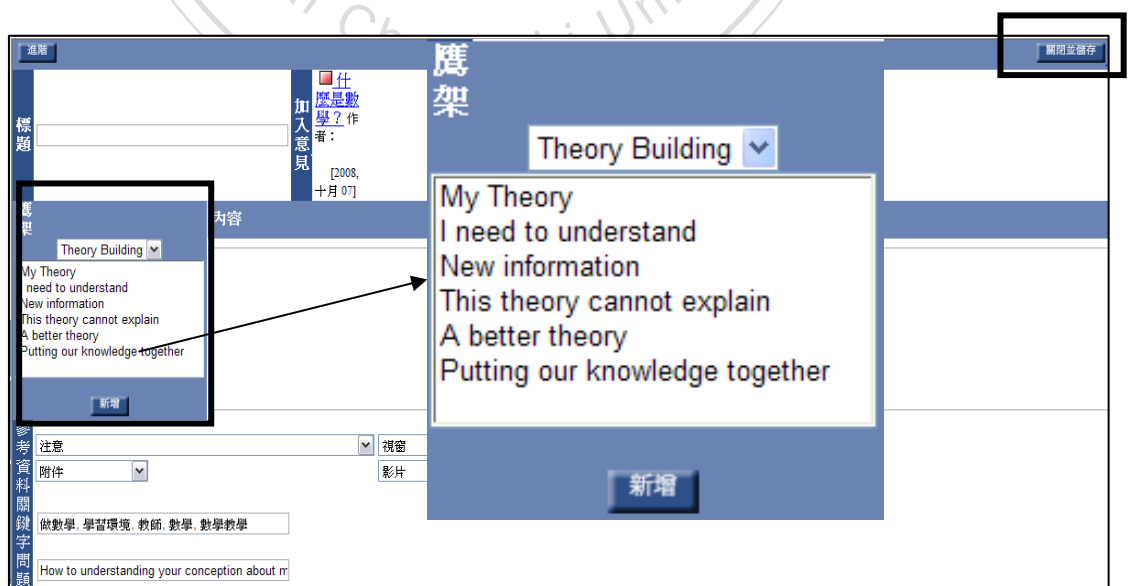 進階
關閉並儲存
標題
加入意見
什
麼是數
學？作
者：
[2008,
十月 07]
鷹架
內容
Theory Building
My Theory
I need to understand
New information
This theory cannot explain
A better theory
Putting our knowledge together
新增
鷹
架
Theory Building
My Theory
I need to understand
New information
This theory cannot explain
A better theory
Putting our knowledge together
新增
參考資料
注意
視窗
附件
影片
關鍵字
做數學, 學習環境, 教師, 數學, 數學教學
問題
How to understanding your conception about m